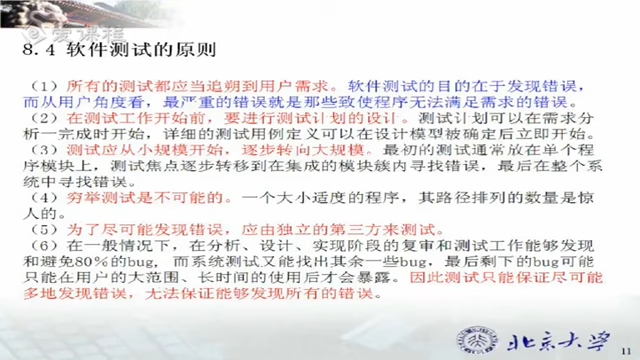 爱课程
8.4 软件测试的原则
（1）所有的测试都应当追朔到用户需求。软件测试的目的在于发现错误，
而从用户角度看，最严重的错误就是那些致使程序无法满足需求的错误。
（2）在测试工作开始前，要进行测试计划的设计。测试计划可以在需求分
析一完成时开始，详细的测试用例定义可以在设计模型被确定后立即开始。
（3）测试应从小规模开始，逐步转向大规模。最初的测试通常放在单个程
序模块上，测试焦点逐步转移到在集成的模块族内寻找错误，最后在整个系
统中寻找错误。
（4）穷举测试是不可能的。一个大小适度的程序，其路径排列的数量是惊
人的。
（5）为了尽可能发现错误，应由独立的第三方来测试。
（6）在一般情况下，在分析、设计、实现阶段的复审和测试工作能够发现
和避免80%的bug, 而系统测试又能找出其余一些bug，最后剩下的bug可能
只能在用户的大范围、长时间的使用后才会暴露。因此测试只能保证尽可能
多地发现错误，无法保证能够发现所有的错误。
北京大学
11